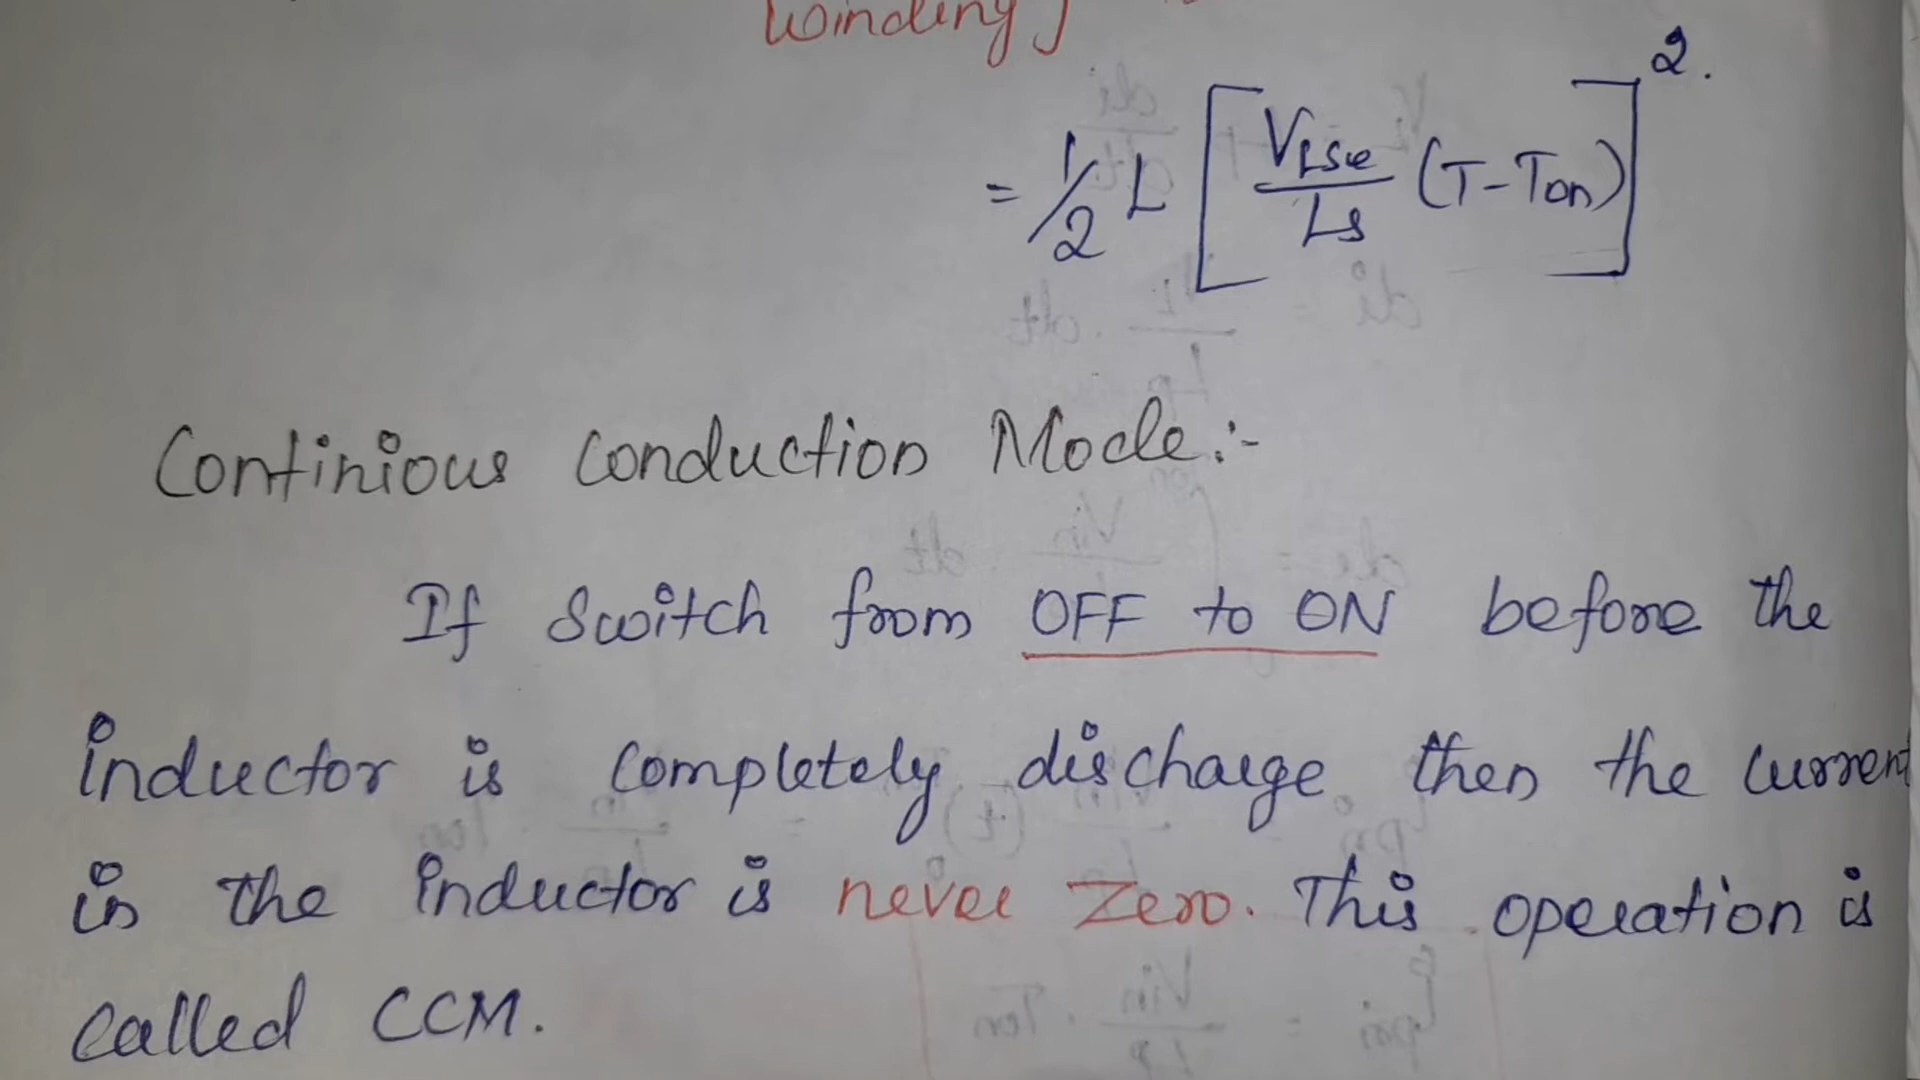 Winding}
= 1/2 L [V_LSec/Ls (T-Ton)]^2.
Continious Conduction Mode:-
If Switch from OFF to ON before the
inductor is completely discharge then the current
in the inductor is never Zero. This operation is
called CCM.